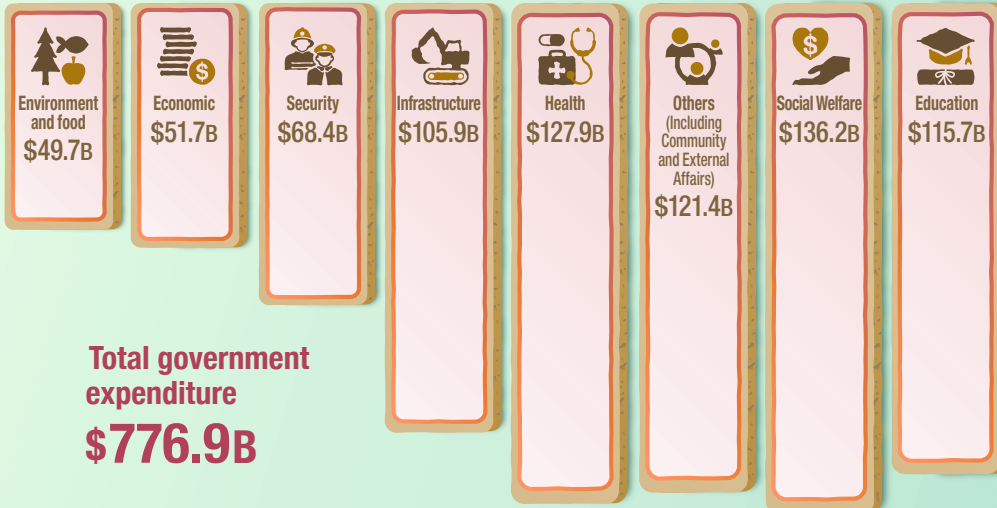 Environment
and food
$49.7B
Economic
$51.7B
Security
$68.4B
Infrastructure
$105.9B
Health
$127.9B
Others
(Including
Community
and External
Affairs)
$121.4B
Social Welfare
$136.2B
Education
$115.7B
Total government
expenditure
$776.9B